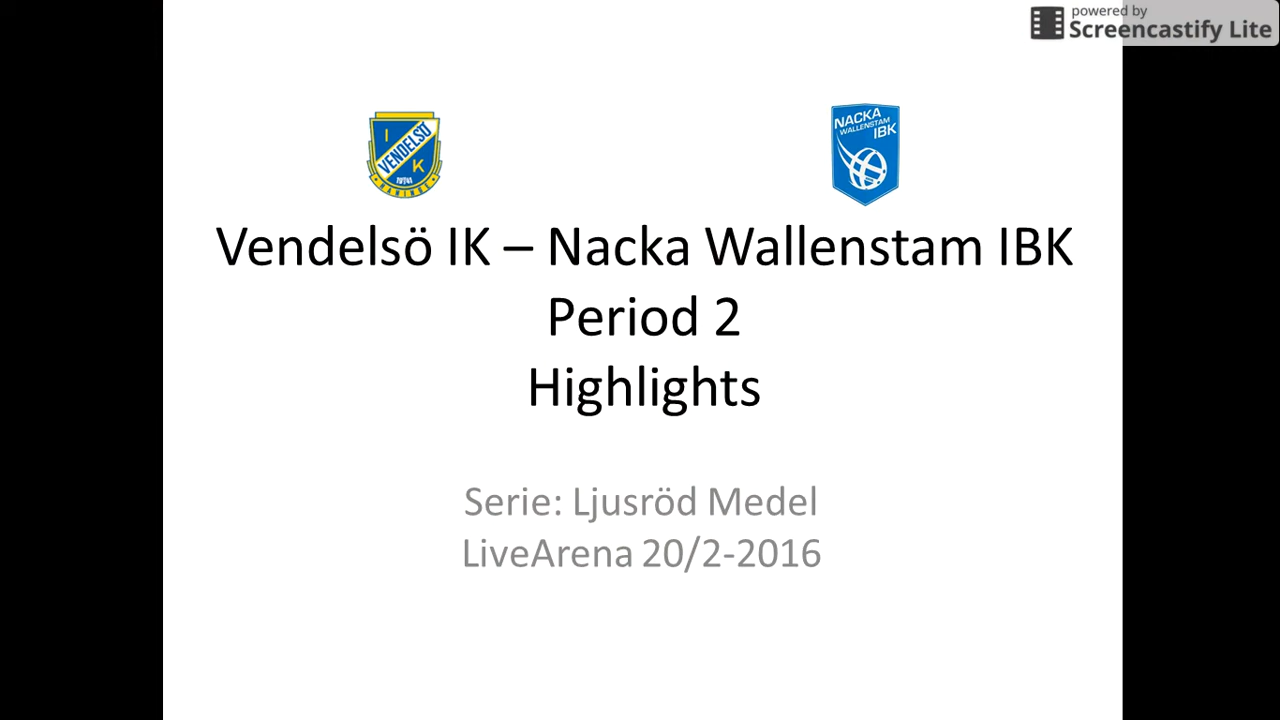 powered by
Screencastify Lite
I
VENDELSÖ
K
HANINGE
NACKA
WALLENSTAM
IBK
Vendelsö IK – Nacka Wallenstam IBK
Period 2
Highlights
Serie: Ljusröd Medel
LiveArena 20/2-2016